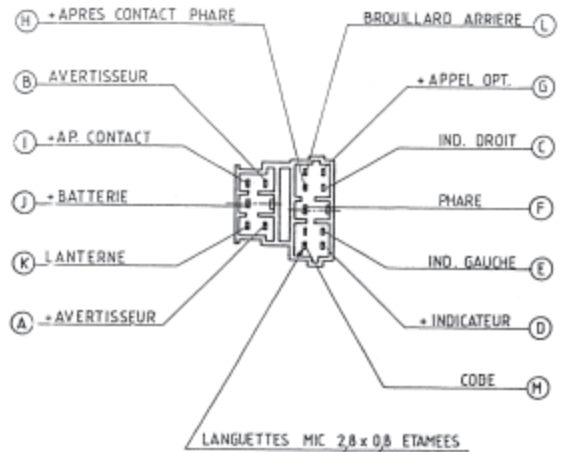 H + APRES CONTACT PHARE
BROUILLARD ARRIERE L
B AVERTISSEUR
+ APPEL OPT. G
I +AP. CONTACT
IND. DROIT C
J +BATTERIE
PHARE F
K LANTERNE
IND. GAUCHE E
A +AVERTISSEUR
+ INDICATEUR D
CODE M
LANGUETTES MIC 2,8 x 0,8 ETAMEES